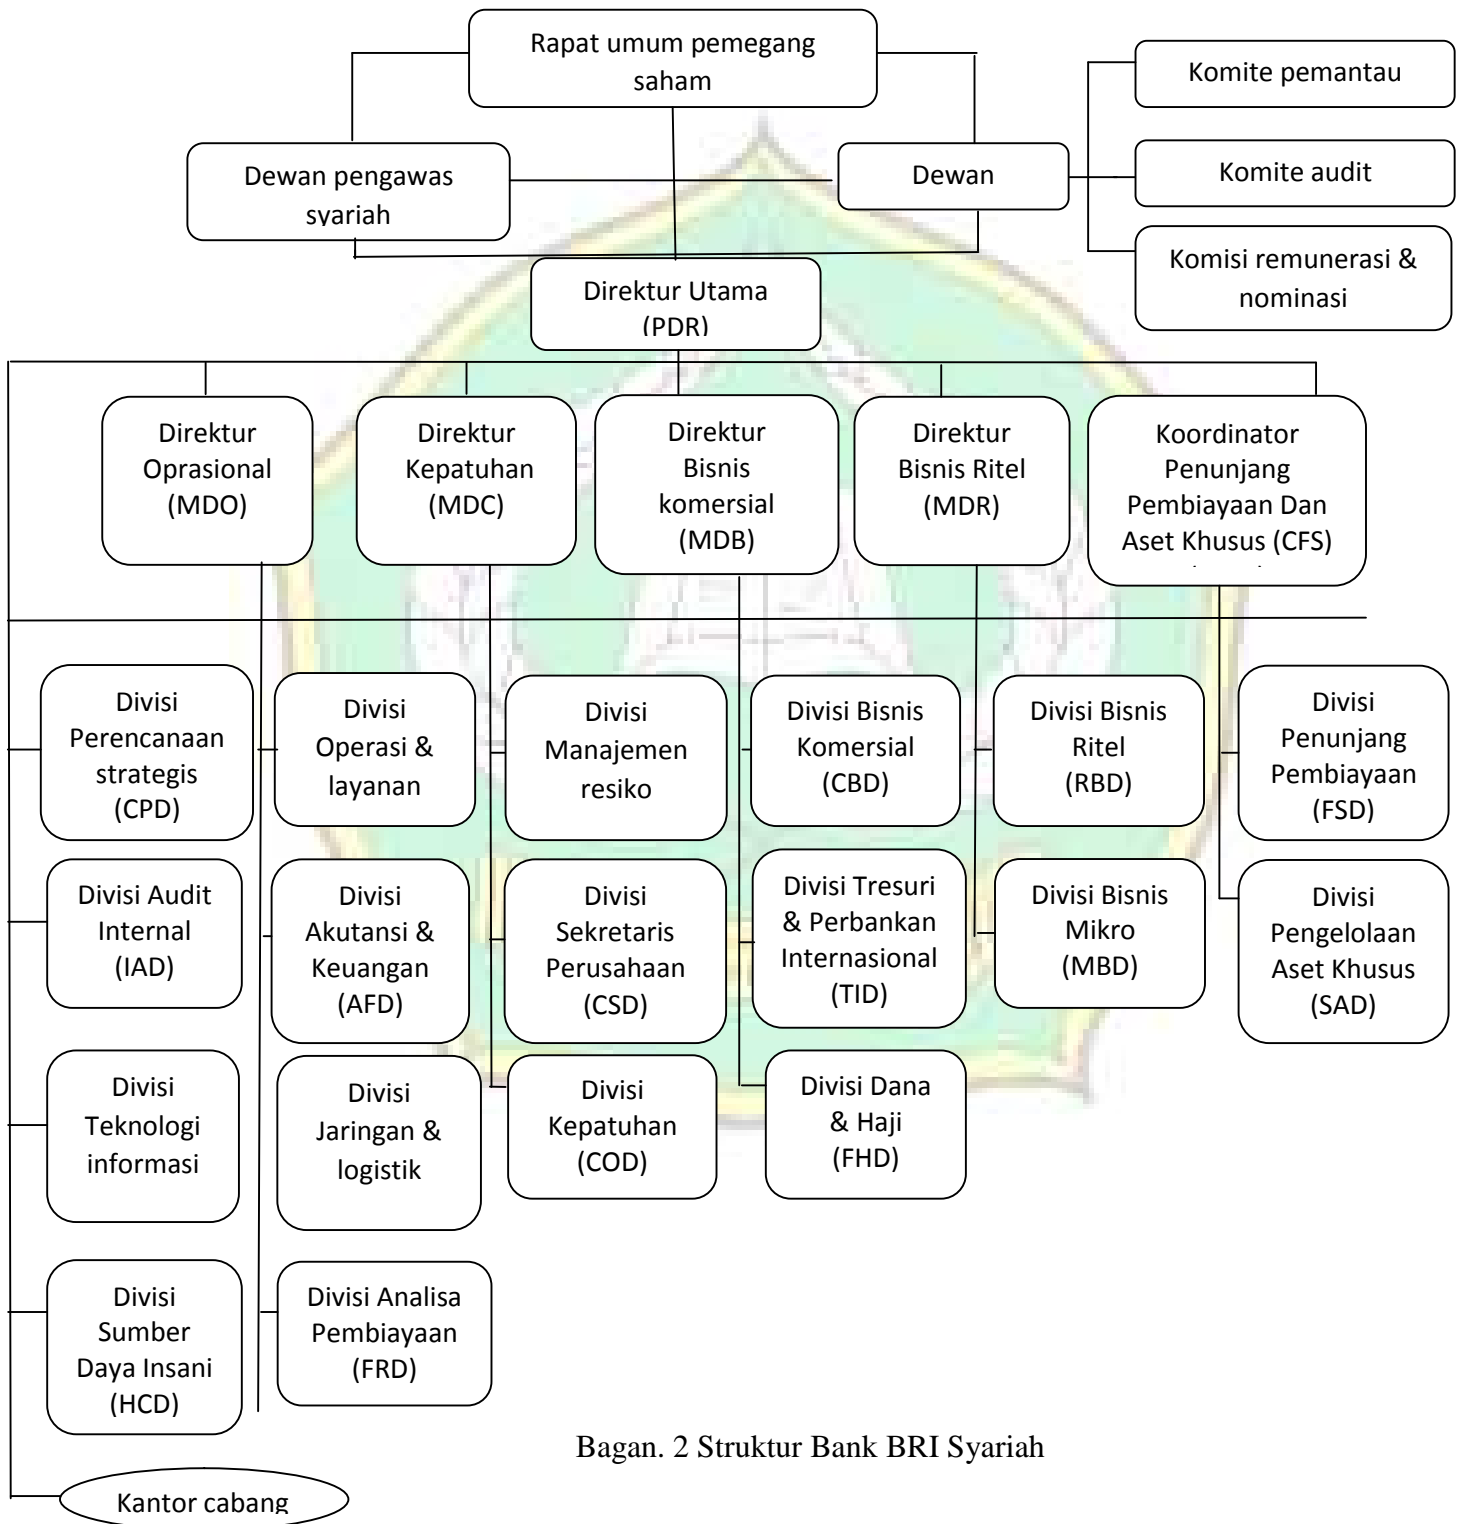 Rapat umum pemegang
saham
Komite pemantau
Dewan pengawas
syariah
Dewan
Komite audit
Komisi remunerasi &
nominasi
Direktur Utama
(PDR)
Direktur
Oprasional
(MDO)
Direktur
Kepatuhan
(MDC)
Direktur
Bisnis
komersial
(MDB)
Direktur
Bisnis Ritel
(MDR)
Koordinator
Penunjang
Pembiayaan Dan
Aset Khusus (CFS)
Divisi
Perencanaan
strategis
(CPD)
Divisi
Operasi &
layanan
Divisi
Manajemen
resiko
Divisi Bisnis
Komersial
(CBD)
Divisi Bisnis
Ritel
(RBD)
Divisi
Penunjang
Pembiayaan
(FSD)
Divisi Audit
Internal
(IAD)
Divisi
Akutansi &
Keuangan
(AFD)
Divisi
Sekretaris
Perusahaan
(CSD)
Divisi Tresuri
& Perbankan
Internasional
(TID)
Divisi Bisnis
Mikro
(MBD)
Divisi
Pengelolaan
Aset Khusus
(SAD)
Divisi
Teknologi
informasi
Divisi
Jaringan &
logistik
Divisi
Kepatuhan
(COD)
Divisi Dana
& Haji
(FHD)
Divisi
Sumber
Daya Insani
(HCD)
Divisi Analisa
Pembiayaan
(FRD)
Bagan. 2 Struktur Bank BRI Syariah
Kantor cabang